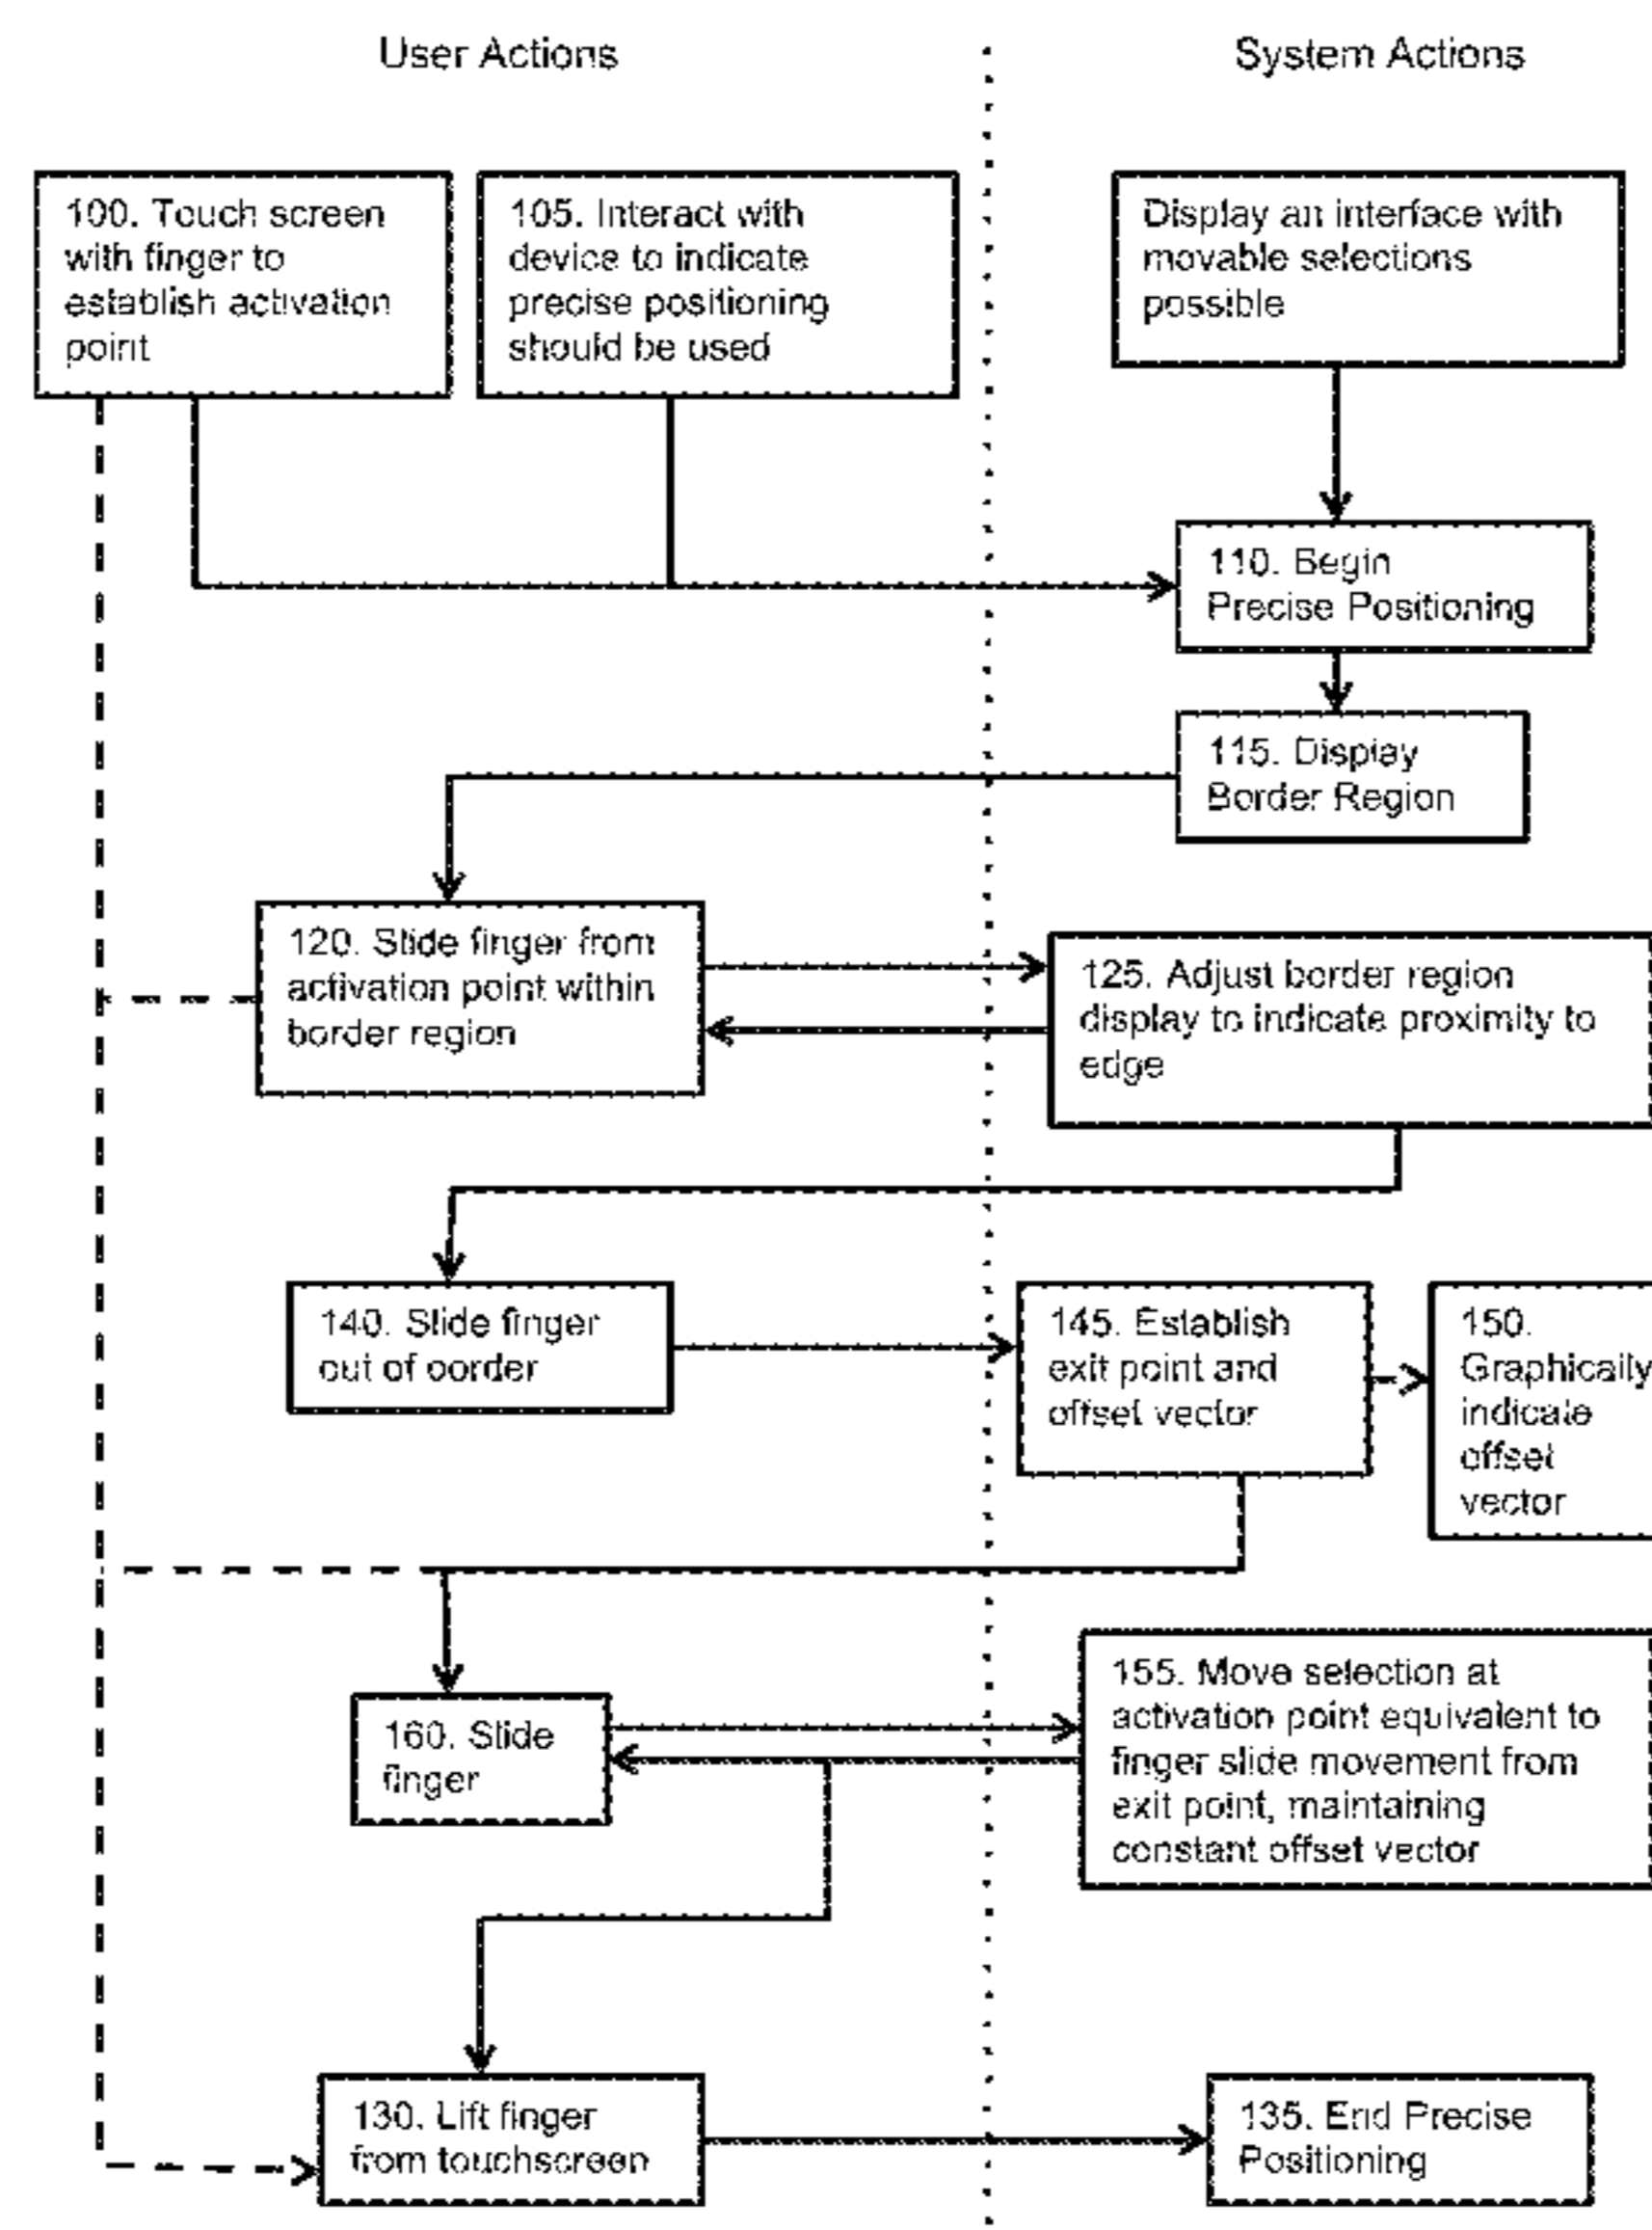 User Actions
System Actions
100. Touch screen
with finger to
establish activation
point
105. Interact with
device to indicate
precise positioning
should be used
Display an interface with
movable selections
possible
110. Begin
Precise Positioning
115. Display
Border Region
120. Slide finger from
activation point within
border region
125. Adjust border region
display to indicate proximity to
edge
140. Slide finger
out of oorder
145. Establish
exit point and
offset vector
150.
Graphically
indicate
offset
vector
160. Slide
finger
155. Move selection at
activation point equivalent to
finger slide movement from
exit point, maintaining
constant offset vector
130. Lift finger
from touchscreen
135. End Precise
Positioning